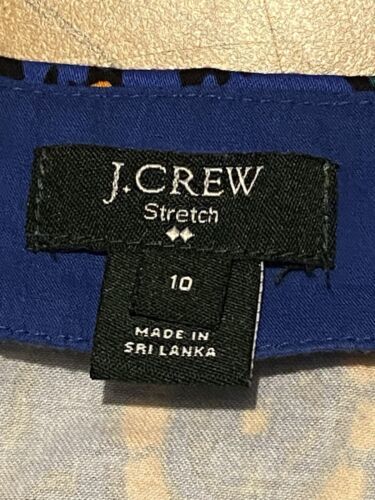 J.CREW
Stretch
10
MADE IN
SRI LANKA